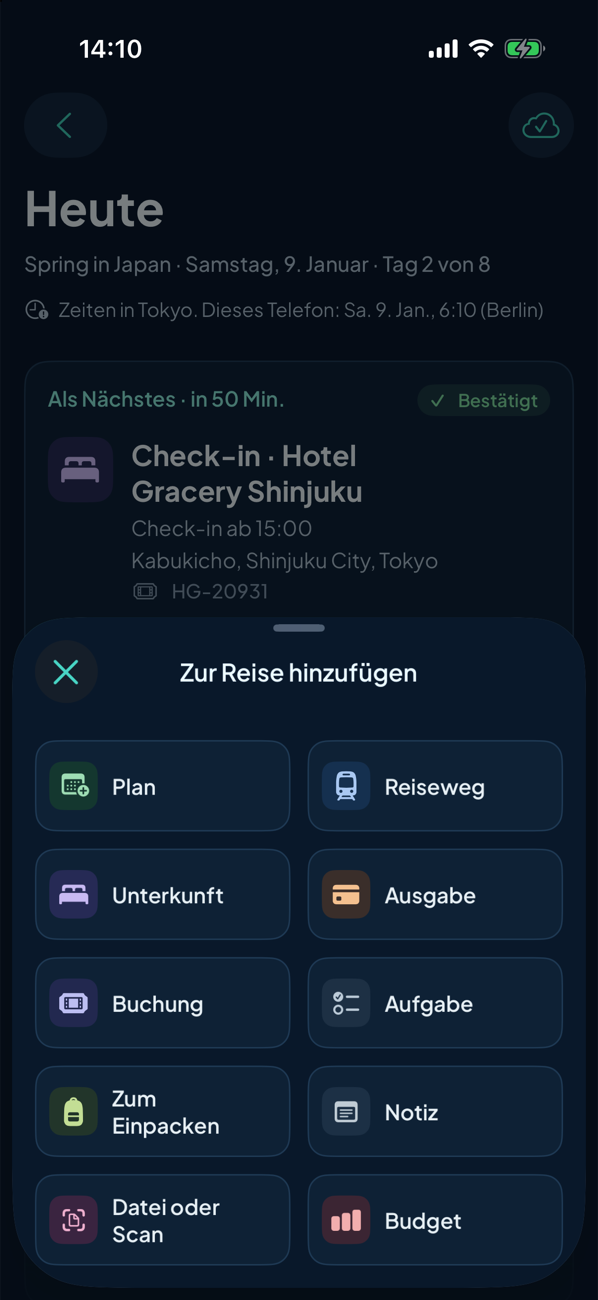 14:10
Heute
Spring in Japan · Samstag, 9. Januar · Tag 2 von 8
Zeiten in Tokyo. Dieses Telefon: Sa. 9. Jan., 6:10 (Berlin)
Als Nächstes · in 50 Min.
Bestätigt
Check-in · Hotel
Gracery Shinjuku
Check-in ab 15:00
Kabukicho, Shinjuku City, Tokyo
HG-20931
Zur Reise hinzufügen
Plan
Reiseweg
Unterkunft
Ausgabe
Buchung
Aufgabe
Zum
Einpacken
Notiz
Datei oder
Scan
Budget